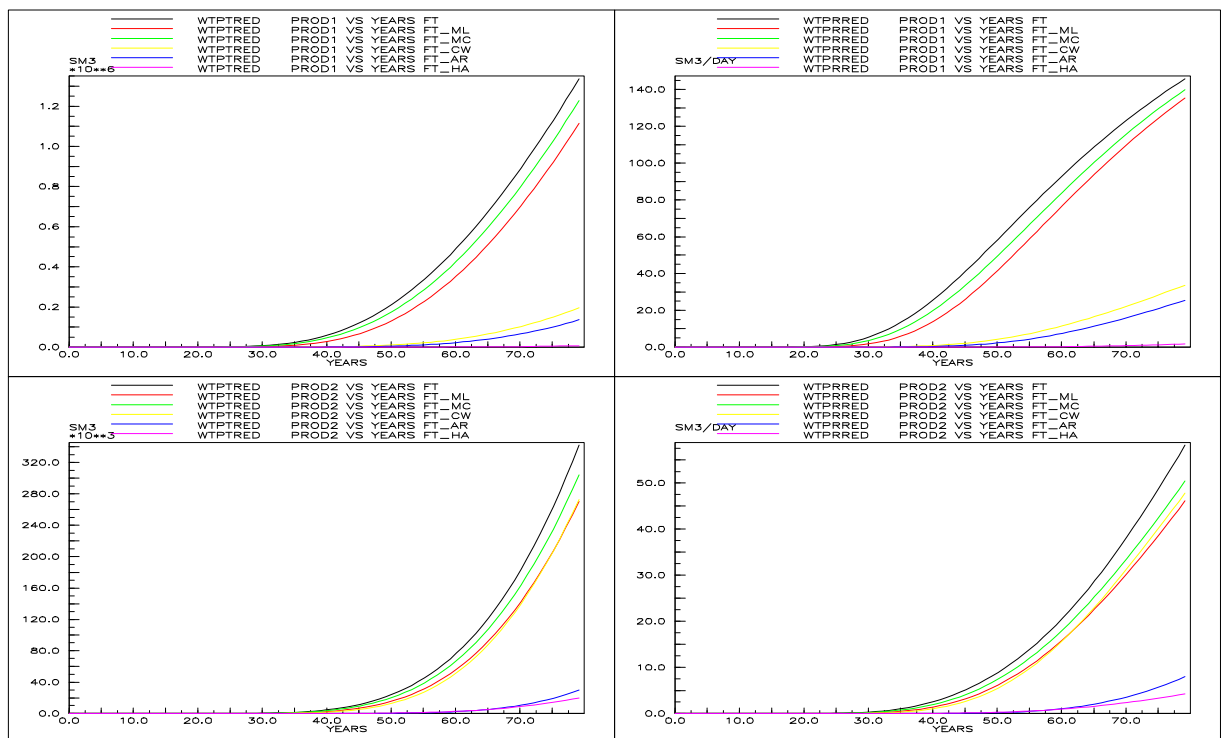 WTPTRED PROD1 VS YEARS FT
WTPTRED PROD1 VS YEARS FT_ML
WTPTRED PROD1 VS YEARS FT_MC
WTPTRED PROD1 VS YEARS FT_CW
SM3 WTPTRED PROD1 VS YEARS FT_AR
*10**6 WTPTRED PROD1 VS YEARS FT_HA
1.2
1.0
0.8
0.6
0.4
0.2
0.0
0.0 10.0 20.0 30.0 40.0 50.0 60.0 70.0
YEARS
WTPRRED PROD1 VS YEARS FT
WTPRRED PROD1 VS YEARS FT_ML
WTPRRED PROD1 VS YEARS FT_MC
WTPRRED PROD1 VS YEARS FT_CW
SM3/DAY WTPRRED PROD1 VS YEARS FT_AR
WTPRRED PROD1 VS YEARS FT_HA
140.0
120.0
100.0
80.0
60.0
40.0
20.0
0.0
0.0 10.0 20.0 30.0 40.0 50.0 60.0 70.0
YEARS
WTPTRED PROD2 VS YEARS FT
WTPTRED PROD2 VS YEARS FT_ML
WTPTRED PROD2 VS YEARS FT_MC
WTPTRED PROD2 VS YEARS FT_CW
SM3 WTPTRED PROD2 VS YEARS FT_AR
*10**3 WTPTRED PROD2 VS YEARS FT_HA
320.0
280.0
240.0
200.0
160.0
120.0
80.0
40.0
0.0
0.0 10.0 20.0 30.0 40.0 50.0 60.0 70.0
YEARS
WTPRRED PROD2 VS YEARS FT
WTPRRED PROD2 VS YEARS FT_ML
WTPRRED PROD2 VS YEARS FT_MC
WTPRRED PROD2 VS YEARS FT_CW
SM3/DAY WTPRRED PROD2 VS YEARS FT_AR
WTPRRED PROD2 VS YEARS FT_HA
50.0
40.0
30.0
20.0
10.0
0.0
0.0 10.0 20.0 30.0 40.0 50.0 60.0 70.0
YEARS